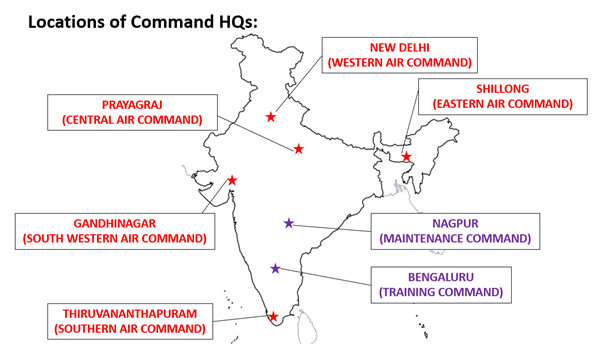 Locations of Command HQs:
NEW DELHI
(WESTERN AIR COMMAND)
SHILLONG
(EASTERN AIR COMMAND)
PRAYAGRAJ
(CENTRAL AIR COMMAND)
GANDHINAGAR
(SOUTH WESTERN AIR COMMAND)
NAGPUR
(MAINTENANCE COMMAND)
BENGALURU
(TRAINING COMMAND)
THIRUVANANTHAPURAM
(SOUTHERN AIR COMMAND)